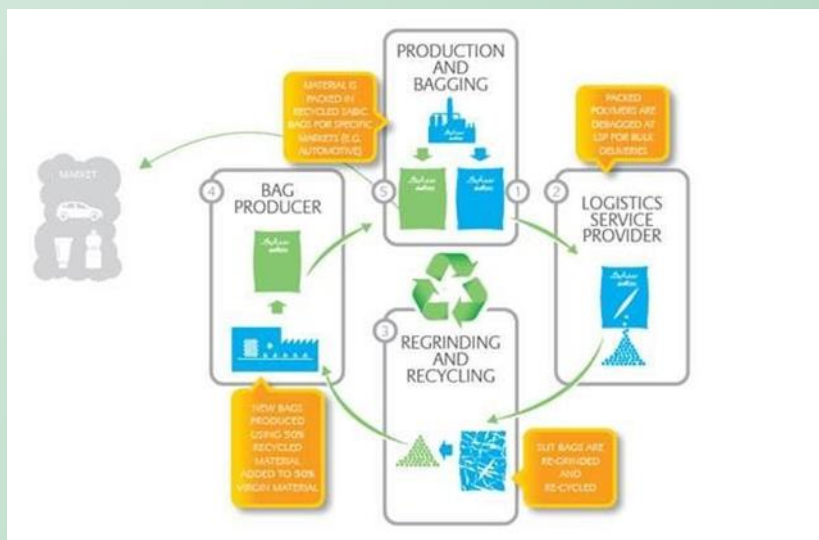 PRODUCTION
AND
BAGGING
MATERIAL IS
PACKED IN
RECYCLED SABIC
BAGS FOR SPECIFIC
MARKETS (E.G.
AUTOMOTIVE)
5
1
PACKED
POLYMERS ARE
DEBAGGED AT
LSP FOR BULK
DELIVERIES
2
LOGISTICS
SERVICE
PROVIDER
MARKET
4
BAG
PRODUCER
3
REGRINDING
AND
RECYCLING
NEW BAGS
PRODUCED
USING 50%
RECYCLED
MATERIAL
ADDED TO 50%
VIRGIN MATERIAL
SLIT BAGS ARE
RE-GRINDED
AND
RE-CYCLED